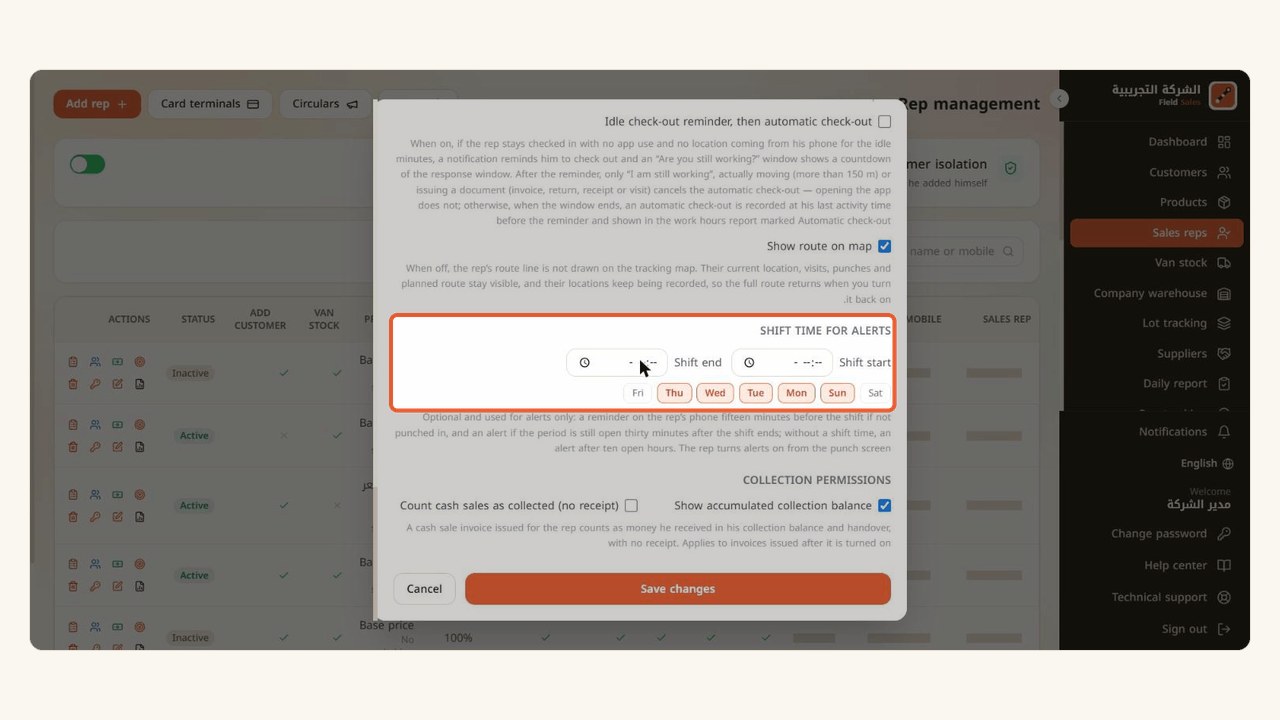 Add rep
Card terminals
Circulars
Rep management
الشركة التجريبية
Field Sales
Dashboard
Customers
Products
Sales reps
Van stock
Company warehouse
Lot tracking
Suppliers
Daily report
Notifications
English
Welcome
مدير الشركة
Change password
Help center
Technical support
Sign out
mer isolation
he added himself
name or mobile
ACTIONS
STATUS
ADD CUSTOMER
VAN STOCK
MOBILE
SALES REP
Inactive
Active
Active
Active
Inactive
Base price
No
100%
Idle check-out reminder, then automatic check-out
When on, if the rep stays checked in with no app use and no location coming from his phone for the idle
minutes, a notification reminds him to check out and an "Are you still working?" window shows a countdown
of the response window. After the reminder, only "I am still working", actually moving (more than 150 m) or
issuing a document (invoice, return, receipt or visit) cancels the automatic check-out — opening the app
does not; otherwise, when the window ends, an automatic check-out is recorded at his last activity time
before the reminder and shown in the work hours report marked Automatic check-out
Show route on map
When off, the rep's route line is not drawn on the tracking map. Their current location, visits, punches and
planned route stay visible, and their locations keep being recorded, so the full route returns when you turn
it back on.
SHIFT TIME FOR ALERTS
Shift start
--:-- -
Shift end
Sat
Sun
Mon
Tue
Wed
Thu
Fri
Optional and used for alerts only: a reminder on the rep's phone fifteen minutes before the shift if not
punched in, and an alert if the period is still open thirty minutes after the shift ends; without a shift time, an
alert after ten open hours. The rep turns alerts on from the punch screen
COLLECTION PERMISSIONS
Show accumulated collection balance
Count cash sales as collected (no receipt)
A cash sale invoice issued for the rep counts as money he received in his collection balance and handover,
with no receipt. Applies to invoices issued after it is turned on
Cancel
Save changes